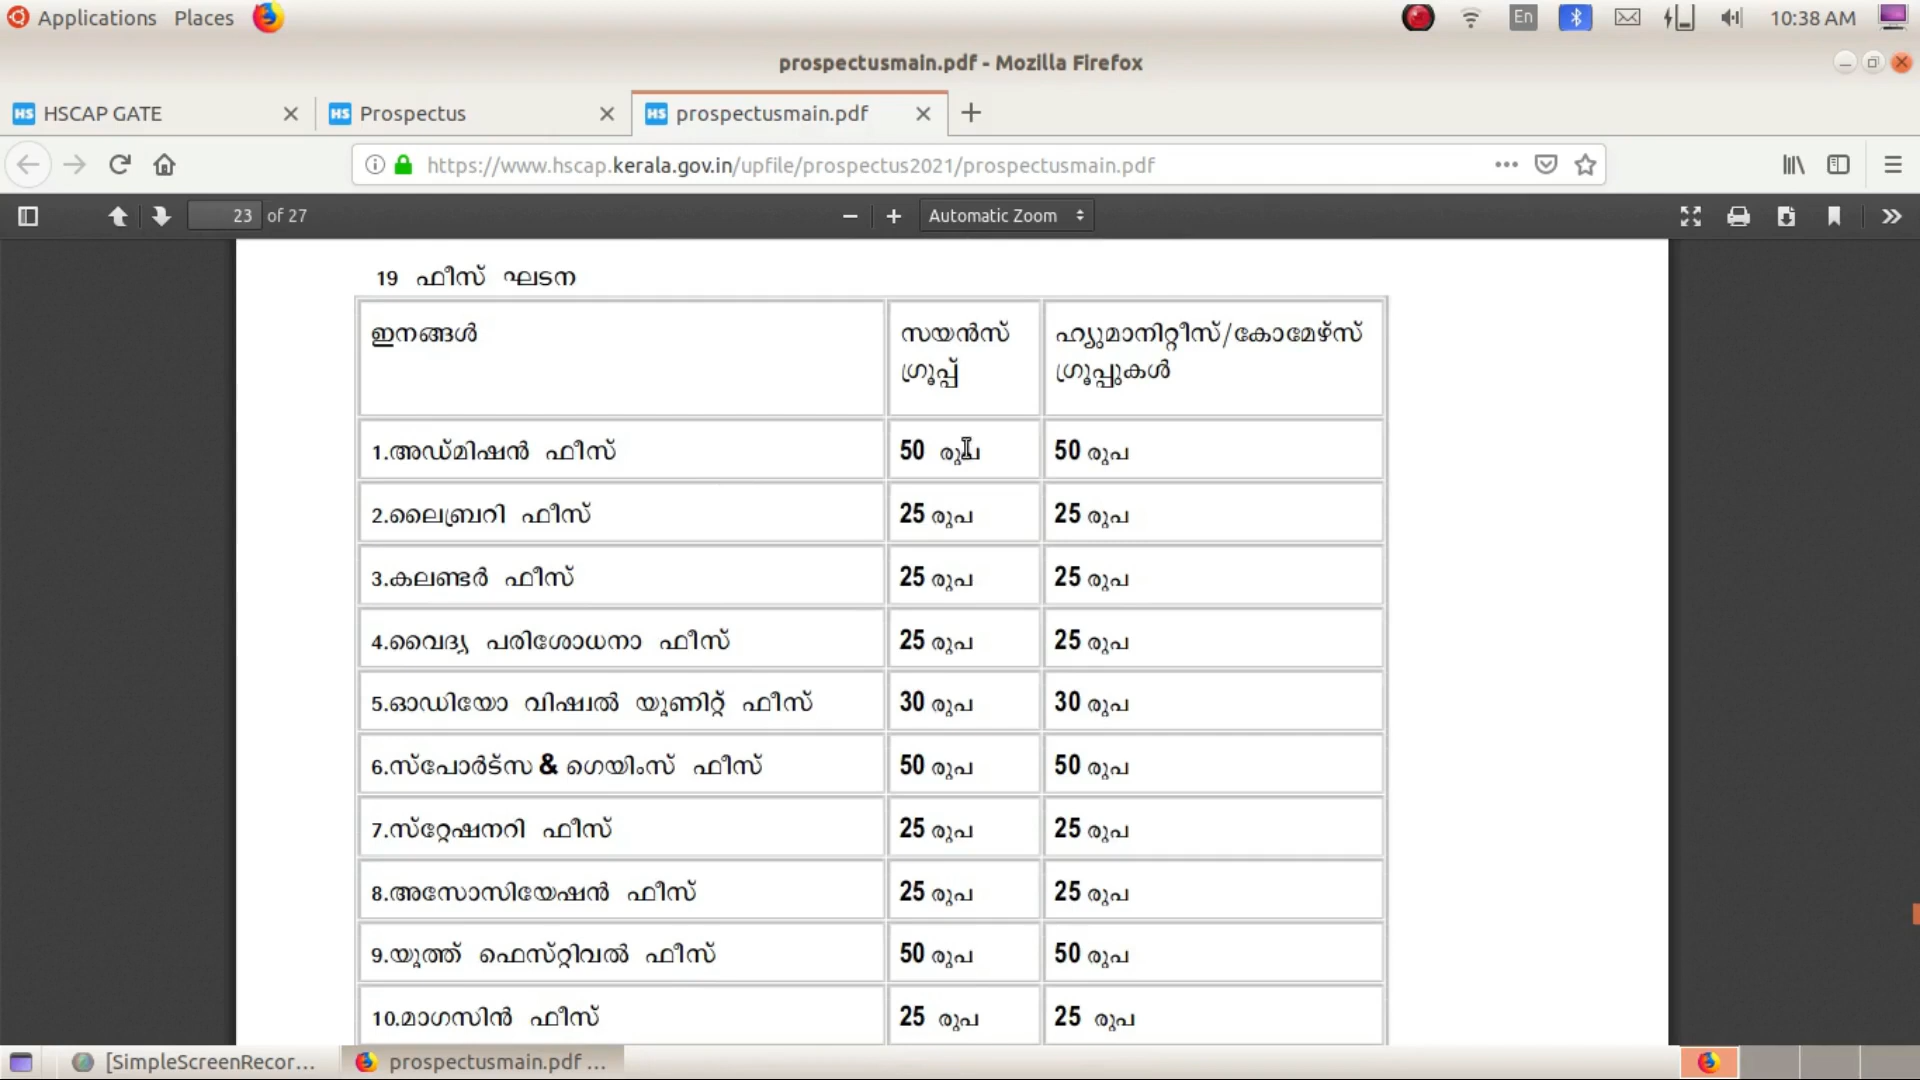 Applications Places En 10:38 AM
prospectusmain.pdf - Mozilla Firefox
HSCAP GATE Prospectus prospectusmain.pdf
https://www.hscap.kerala.gov.in/upfile/prospectus2021/prospectusmain.pdf
23 of 27 Automatic Zoom
19 ഫീസ് ഘടന
ഇനങ്ങൾ സയൻസ് ഹ്യുമാനിറ്റീസ്/കോമേഴ്സ്
ഗ്രൂപ്പ് ഗ്രൂപ്പുകൾ
1.അഡ്മിഷൻ ഫീസ് 50 രൂപ 50 രൂപ
2.ലൈബ്രറി ഫീസ് 25 രൂപ 25 രൂപ
3.കലണ്ടർ ഫീസ് 25 രൂപ 25 രൂപ
4.വൈദ്യ പരിശോധനാ ഫീസ് 25 രൂപ 25 രൂപ
5.ഓഡിയോ വിഷ്വൽ യൂണിറ്റ് ഫീസ് 30 രൂപ 30 രൂപ
6.സ്പോർട്സ & ഗെയിംസ് ഫീസ് 50 രൂപ 50 രൂപ
7.സ്റ്റേഷനറി ഫീസ് 25 രൂപ 25 രൂപ
8.അസോസിയേഷൻ ഫീസ് 25 രൂപ 25 രൂപ
9.യൂത്ത് ഫെസ്റ്റിവൽ ഫീസ് 50 രൂപ 50 രൂപ
10.മാഗസിൻ ഫീസ് 25 രൂപ 25 രൂപ
[SimpleScreenRecor... prospectusmain.pdf ...